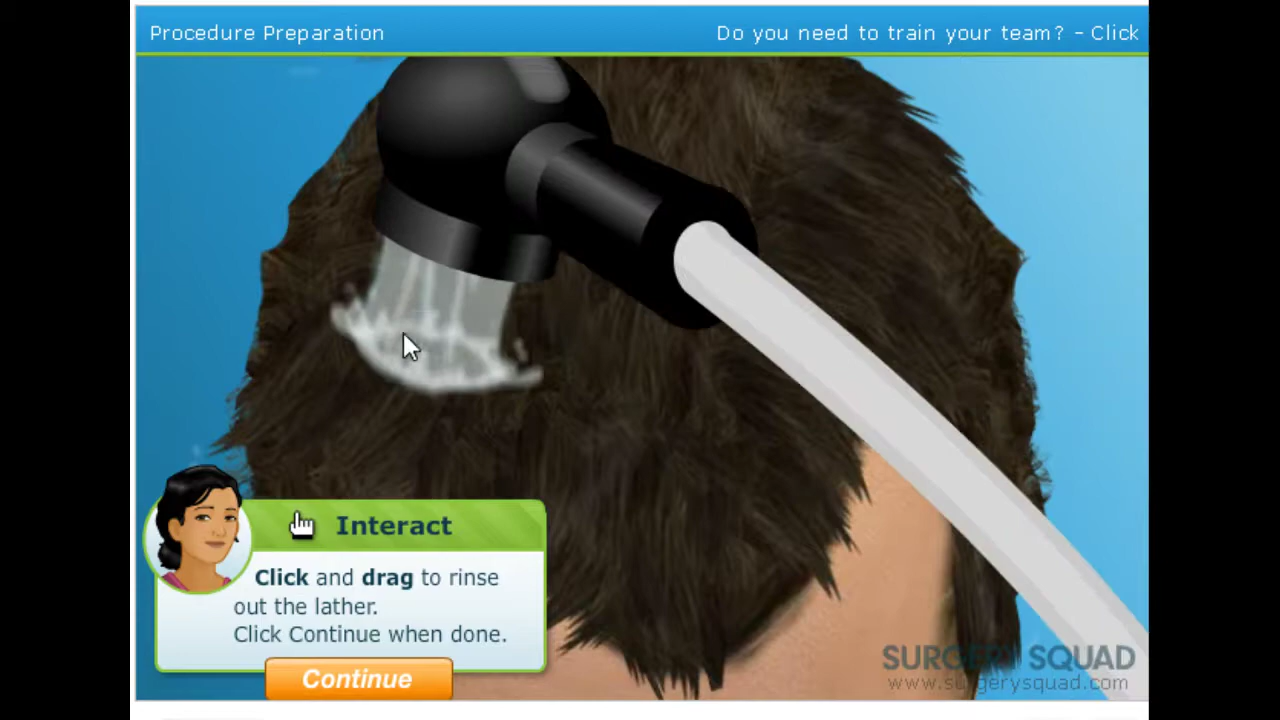 Procedure Preparation
Do you need to train your team? – Click
Interact
Click and drag to rinse
out the lather.
Click Continue when done.
Continue
SURGERY SQUAD
www.surgerysquad.com